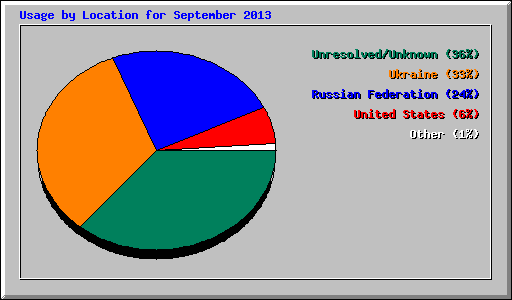 Usage by Location for September 2013
Unresolved/Unknown (36%)
Ukraine (33%)
Russian Federation (24%)
United States (6%)
Other (1%)